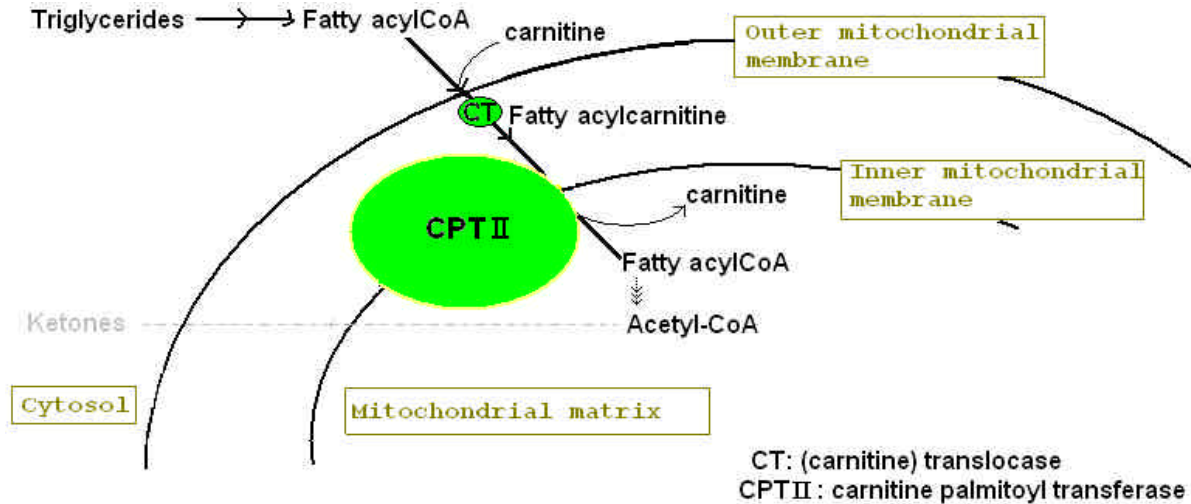 Triglycerides
Fatty acylCoA
carnitine
Outer mitochondrial
membrane
CT
Fatty acylcarnitine
Inner mitochondrial
membrane
carnitine
CPTⅡ
Fatty acylCoA
Ketones
Acetyl-CoA
Cytosol
Mitochondrial matrix
CT: (carnitine) translocase
CPTⅡ: carnitine palmitoyl transferase